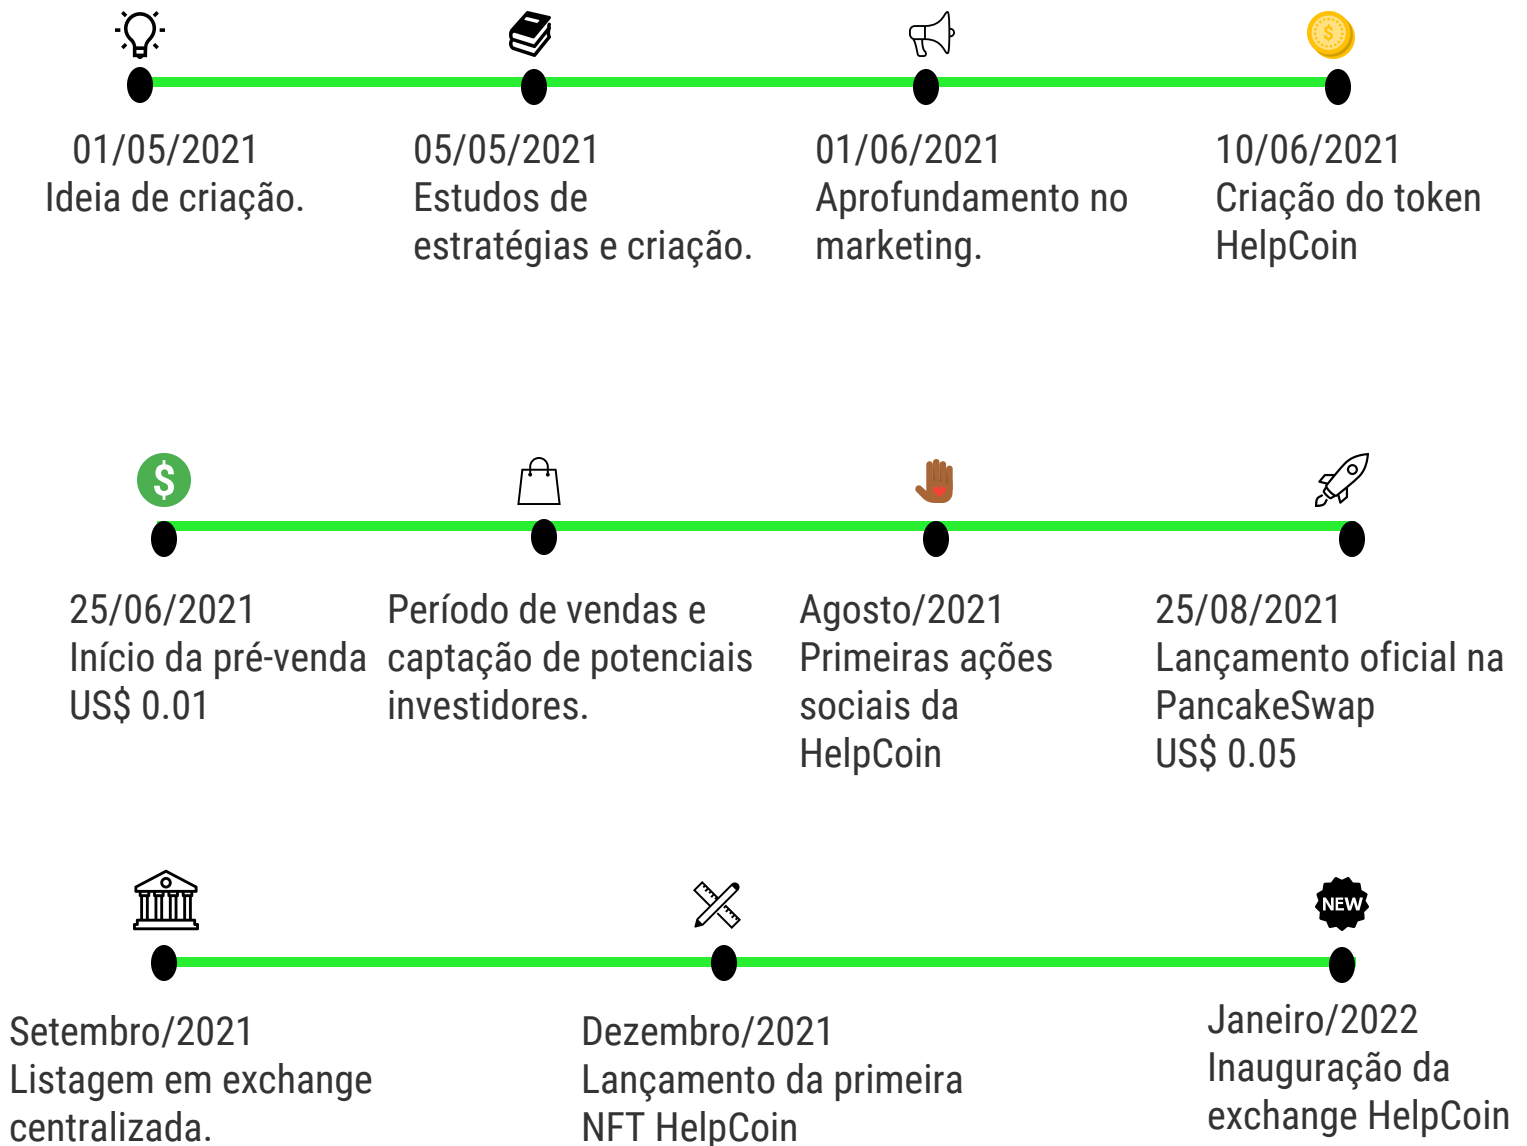 01/05/2021
Ideia de criação.
05/05/2021
Estudos de
estratégias e criação.
01/06/2021
Aprofundamento no
marketing.
10/06/2021
Criação do token
HelpCoin
$
25/06/2021
Início da pré-venda
US$ 0.01
Período de vendas e
captação de potenciais
investidores.
Agosto/2021
Primeiras ações
sociais da
HelpCoin
25/08/2021
Lançamento oficial na
PancakeSwap
US$ 0.05
Setembro/2021
Listagem em exchange
centralizada.
Dezembro/2021
Lançamento da primeira
NFT HelpCoin
NEW
Janeiro/2022
Inauguração da
exchange HelpCoin